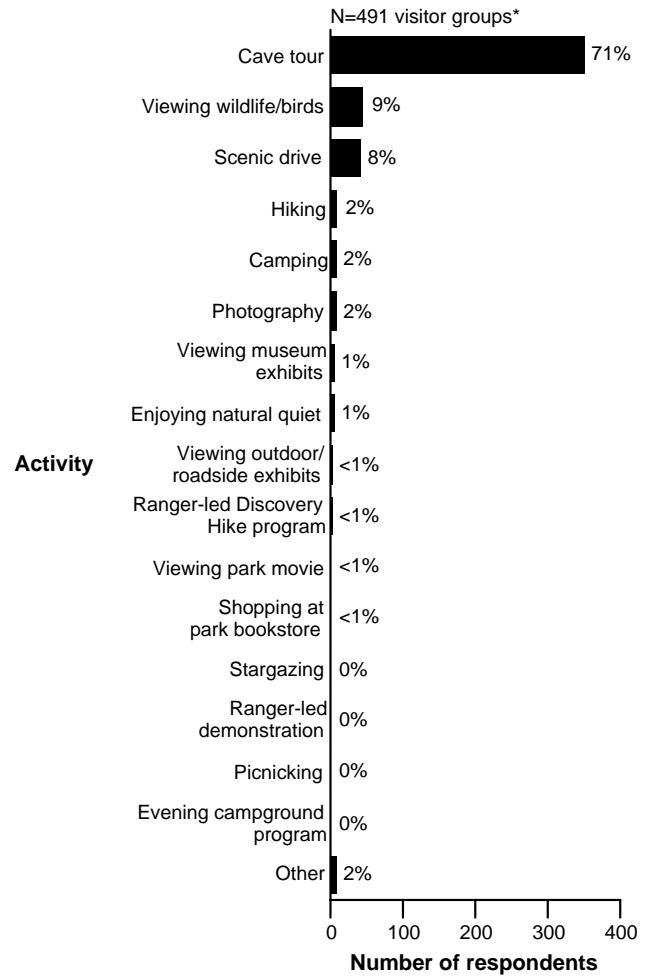 N=491 visitor groups*
Cave tour 71%
Viewing wildlife/birds 9%
Scenic drive 8%
Hiking 2%
Camping 2%
Photography 2%
Viewing museum
exhibits 1%
Enjoying natural quiet 1%
Activity
Viewing outdoor/
roadside exhibits <1%
Ranger-led Discovery
Hike program <1%
Viewing park movie <1%
Shopping at
park bookstore <1%
Stargazing 0%
Ranger-led
demonstration 0%
Picnicking 0%
Evening campground
program 0%
Other 2%
0 100 200 300 400
Number of respondents